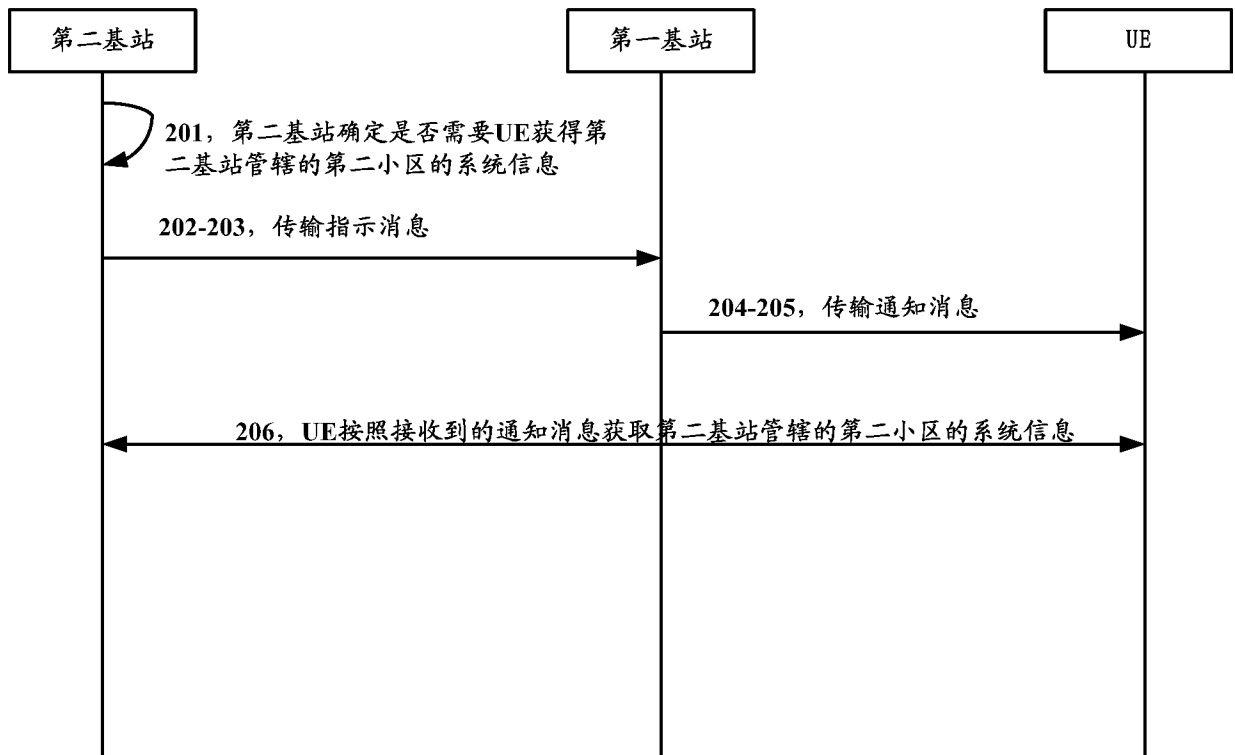 第二基站
第一基站
UE
201，第二基站确定是否需要UE获得第
二基站管辖的第二小区的系统信息
202-203，传输指示消息
204-205，传输通知消息
206，UE按照接收到的通知消息获取第二基站管辖的第二小区的系统信息